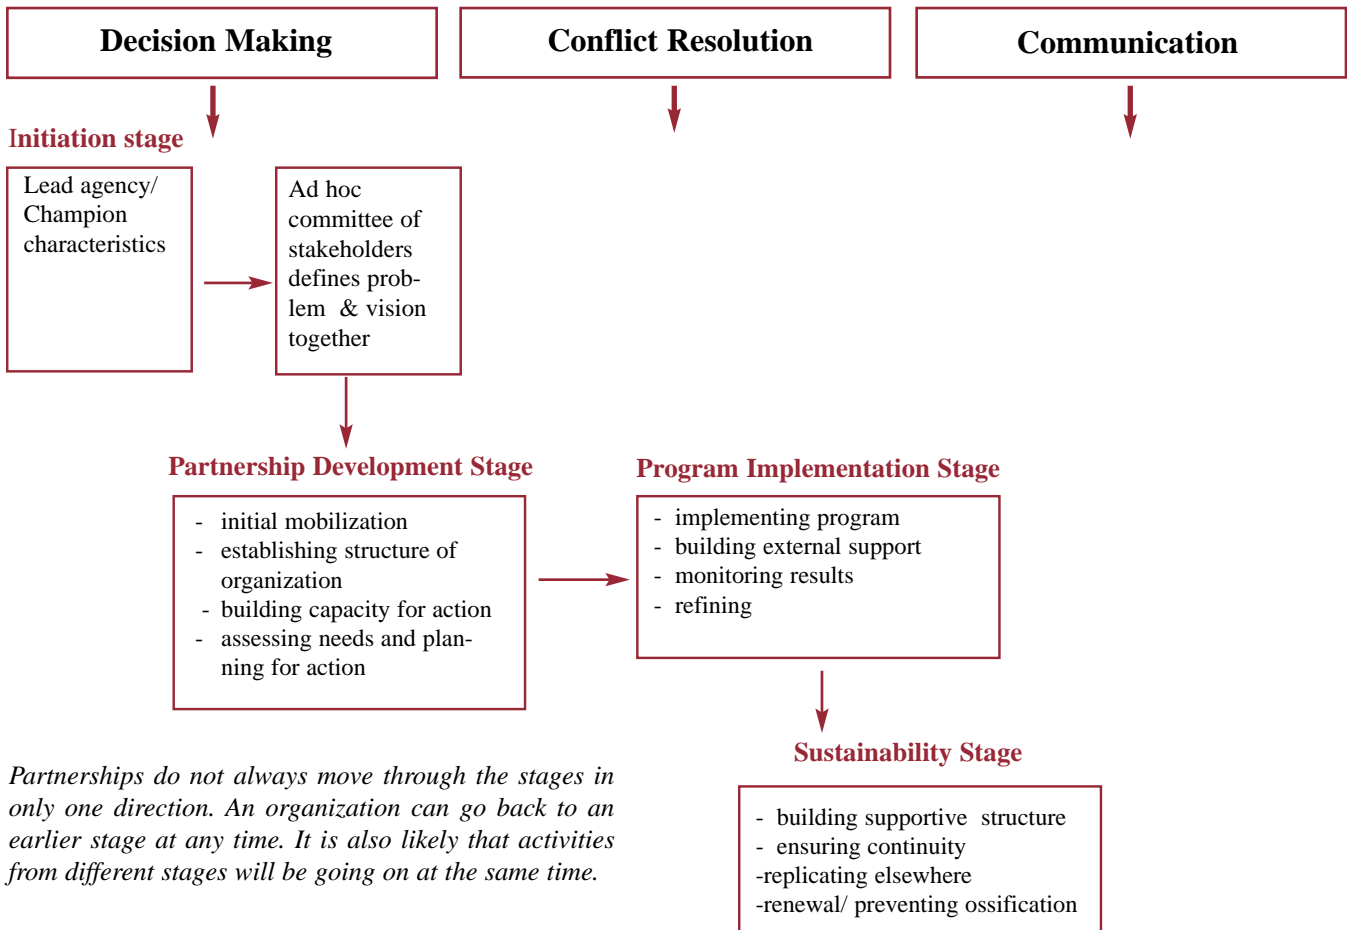 Decision Making
Conflict Resolution
Communication
Initiation stage
Lead agency/
Champion
characteristics
Ad hoc
committee of
stakeholders
defines prob-
lem & vision
together
Partnership Development Stage
- initial mobilization
- establishing structure of
organization
- building capacity for action
- assessing needs and plan-
ning for action
Program Implementation Stage
- implementing program
- building external support
- monitoring results
- refining
Sustainability Stage
- building supportive structure
- ensuring continuity
-replicating elsewhere
-renewal/ preventing ossification
Partnerships do not always move through the stages in
only one direction. An organization can go back to an
earlier stage at any time. It is also likely that activities
from different stages will be going on at the same time.